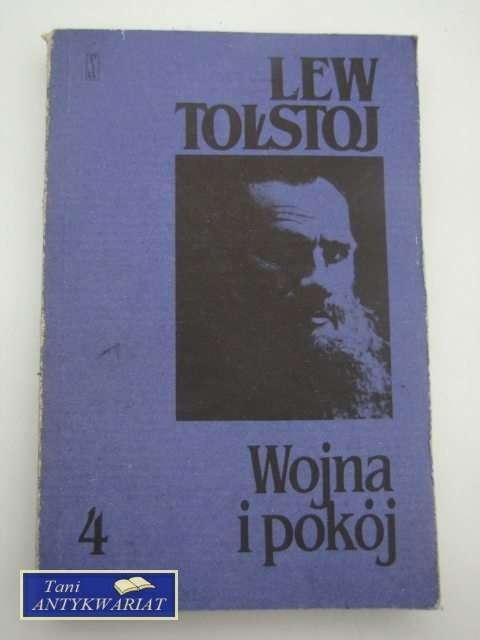 LEW
TOŁSTOJ
Wojna
i pokój
4
Tani
ANTYKWARIAT